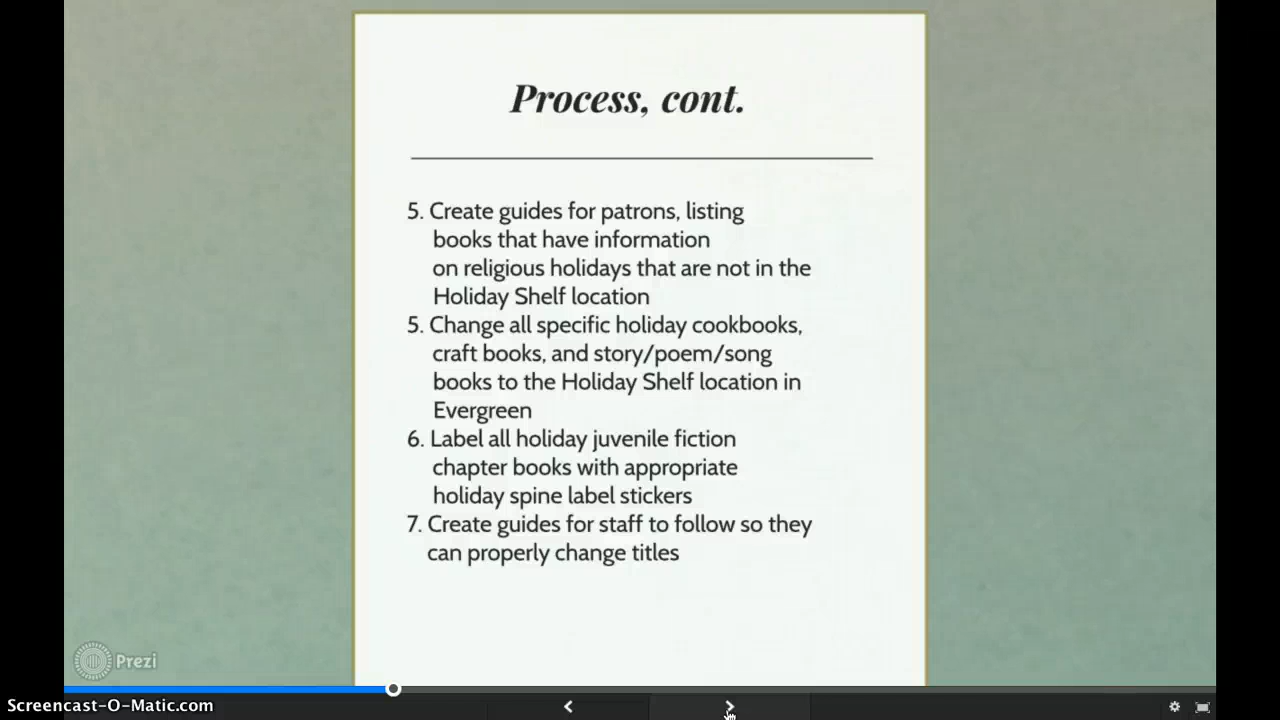 Process, cont.
5. Create guides for patrons, listing
books that have information
on religious holidays that are not in the
Holiday Shelf location
5. Change all specific holiday cookbooks,
craft books, and story/poem/song
books to the Holiday Shelf location in
Evergreen
6. Label all holiday juvenile fiction
chapter books with appropriate
holiday spine label stickers
7. Create guides for staff to follow so they
can properly change titles
Prezi
Screencast-O-Matic.com